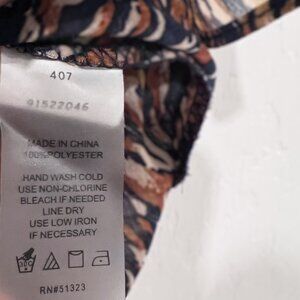 407
91522046
MADE IN CHINA
100%POLYESTER
HAND WASH COLD
USE NON-CHLORINE
BLEACH IF NEEDED
LINE DRY
USE LOW IRON
IF NECESSARY
RN#51323